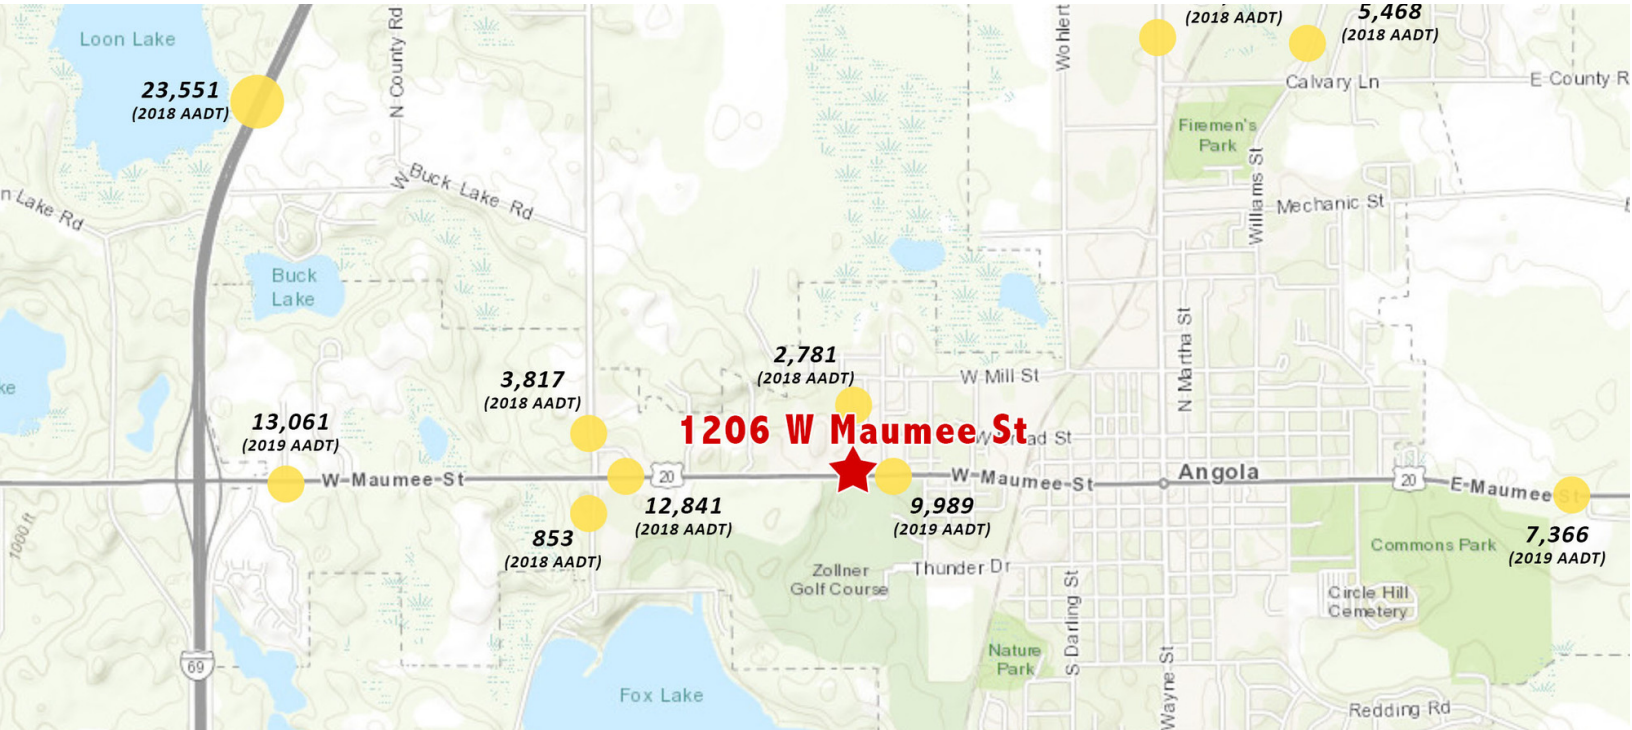 Loon Lake
23,551
(2018 AADT)
N County Rd
W Buck Lake Rd
n Lake Rd
Buck
Lake
ke
Wohlert
(2018 AADT)
5,468
(2018 AADT)
Calvary Ln
E County R
Firemen's
Park
Williams St
Mechanic St
N Martha St
2,781
(2018 AADT)
3,817
(2018 AADT)
13,061
(2019 AADT)
W Mill St
1206 W Maumee St
ad St
W Maumee St
20
W Maumee St
Angola
20
E Maumee St
12,841
(2018 AADT)
9,989
(2019 AADT)
853
(2018 AADT)
7,366
(2019 AADT)
Commons Park
1000 ft
Zollner
Golf Course
Thunder Dr
Circle Hill
Cemetery
S Darling St
Nature
Park
69
Fox Lake
Wayne St
Redding Rd